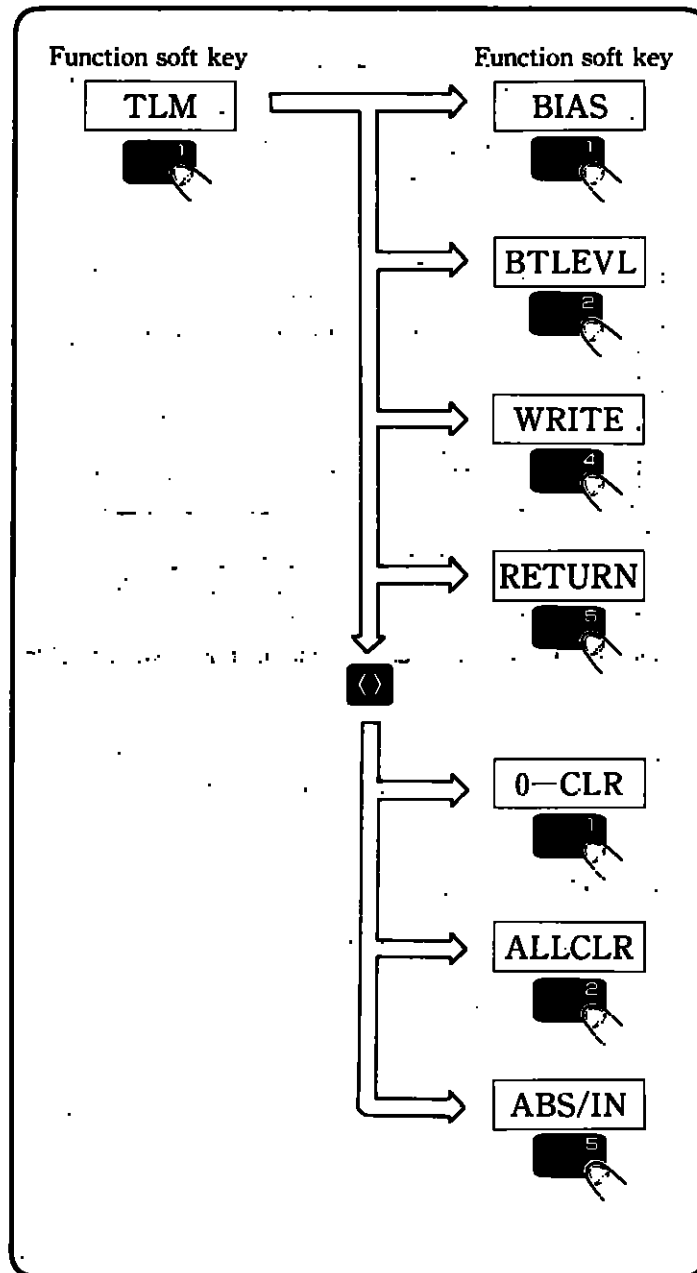 Function soft key Function soft key
TLM BIAS
1 1
BTLEVL
2
WRITE
4
RETURN
5
〈〉
0—CLR
1
ALLCLR
2
ABS/IN
5